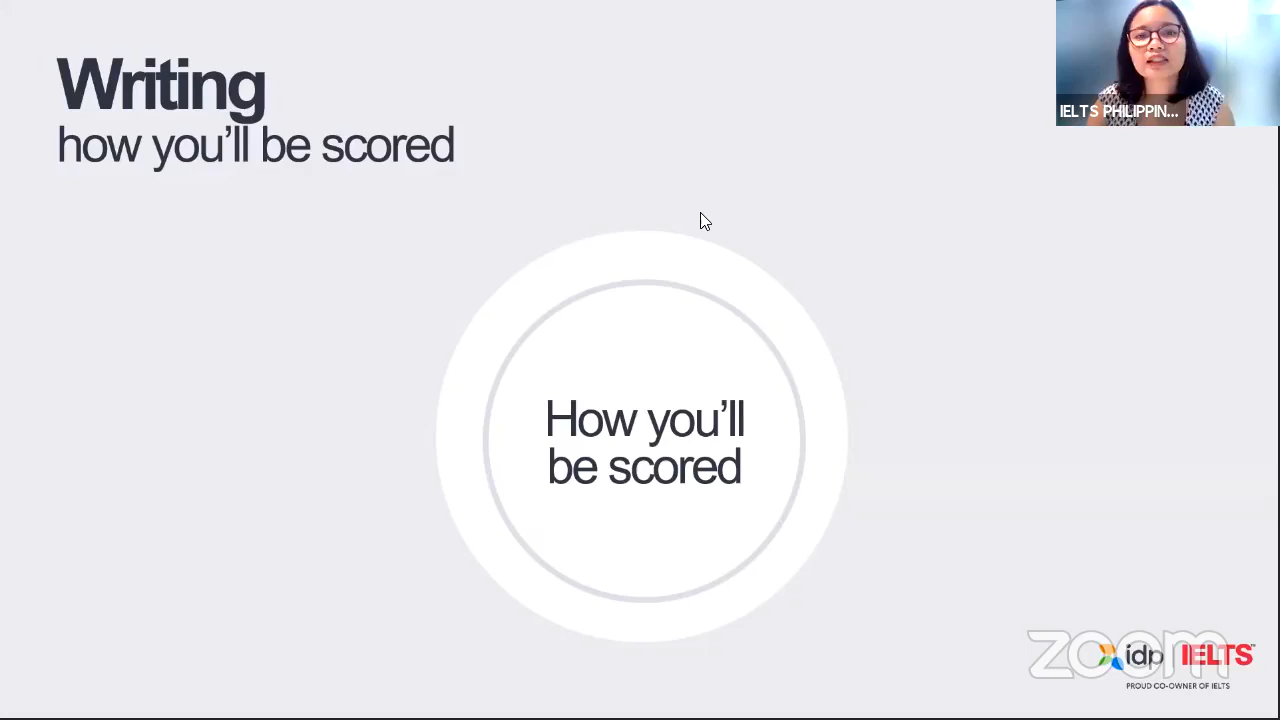 Writing
how you'll be scored
IELTS PHILIPPIN...
How you'll
be scored
zoom
idp IELTS™
PROUD CO-OWNER OF IELTS